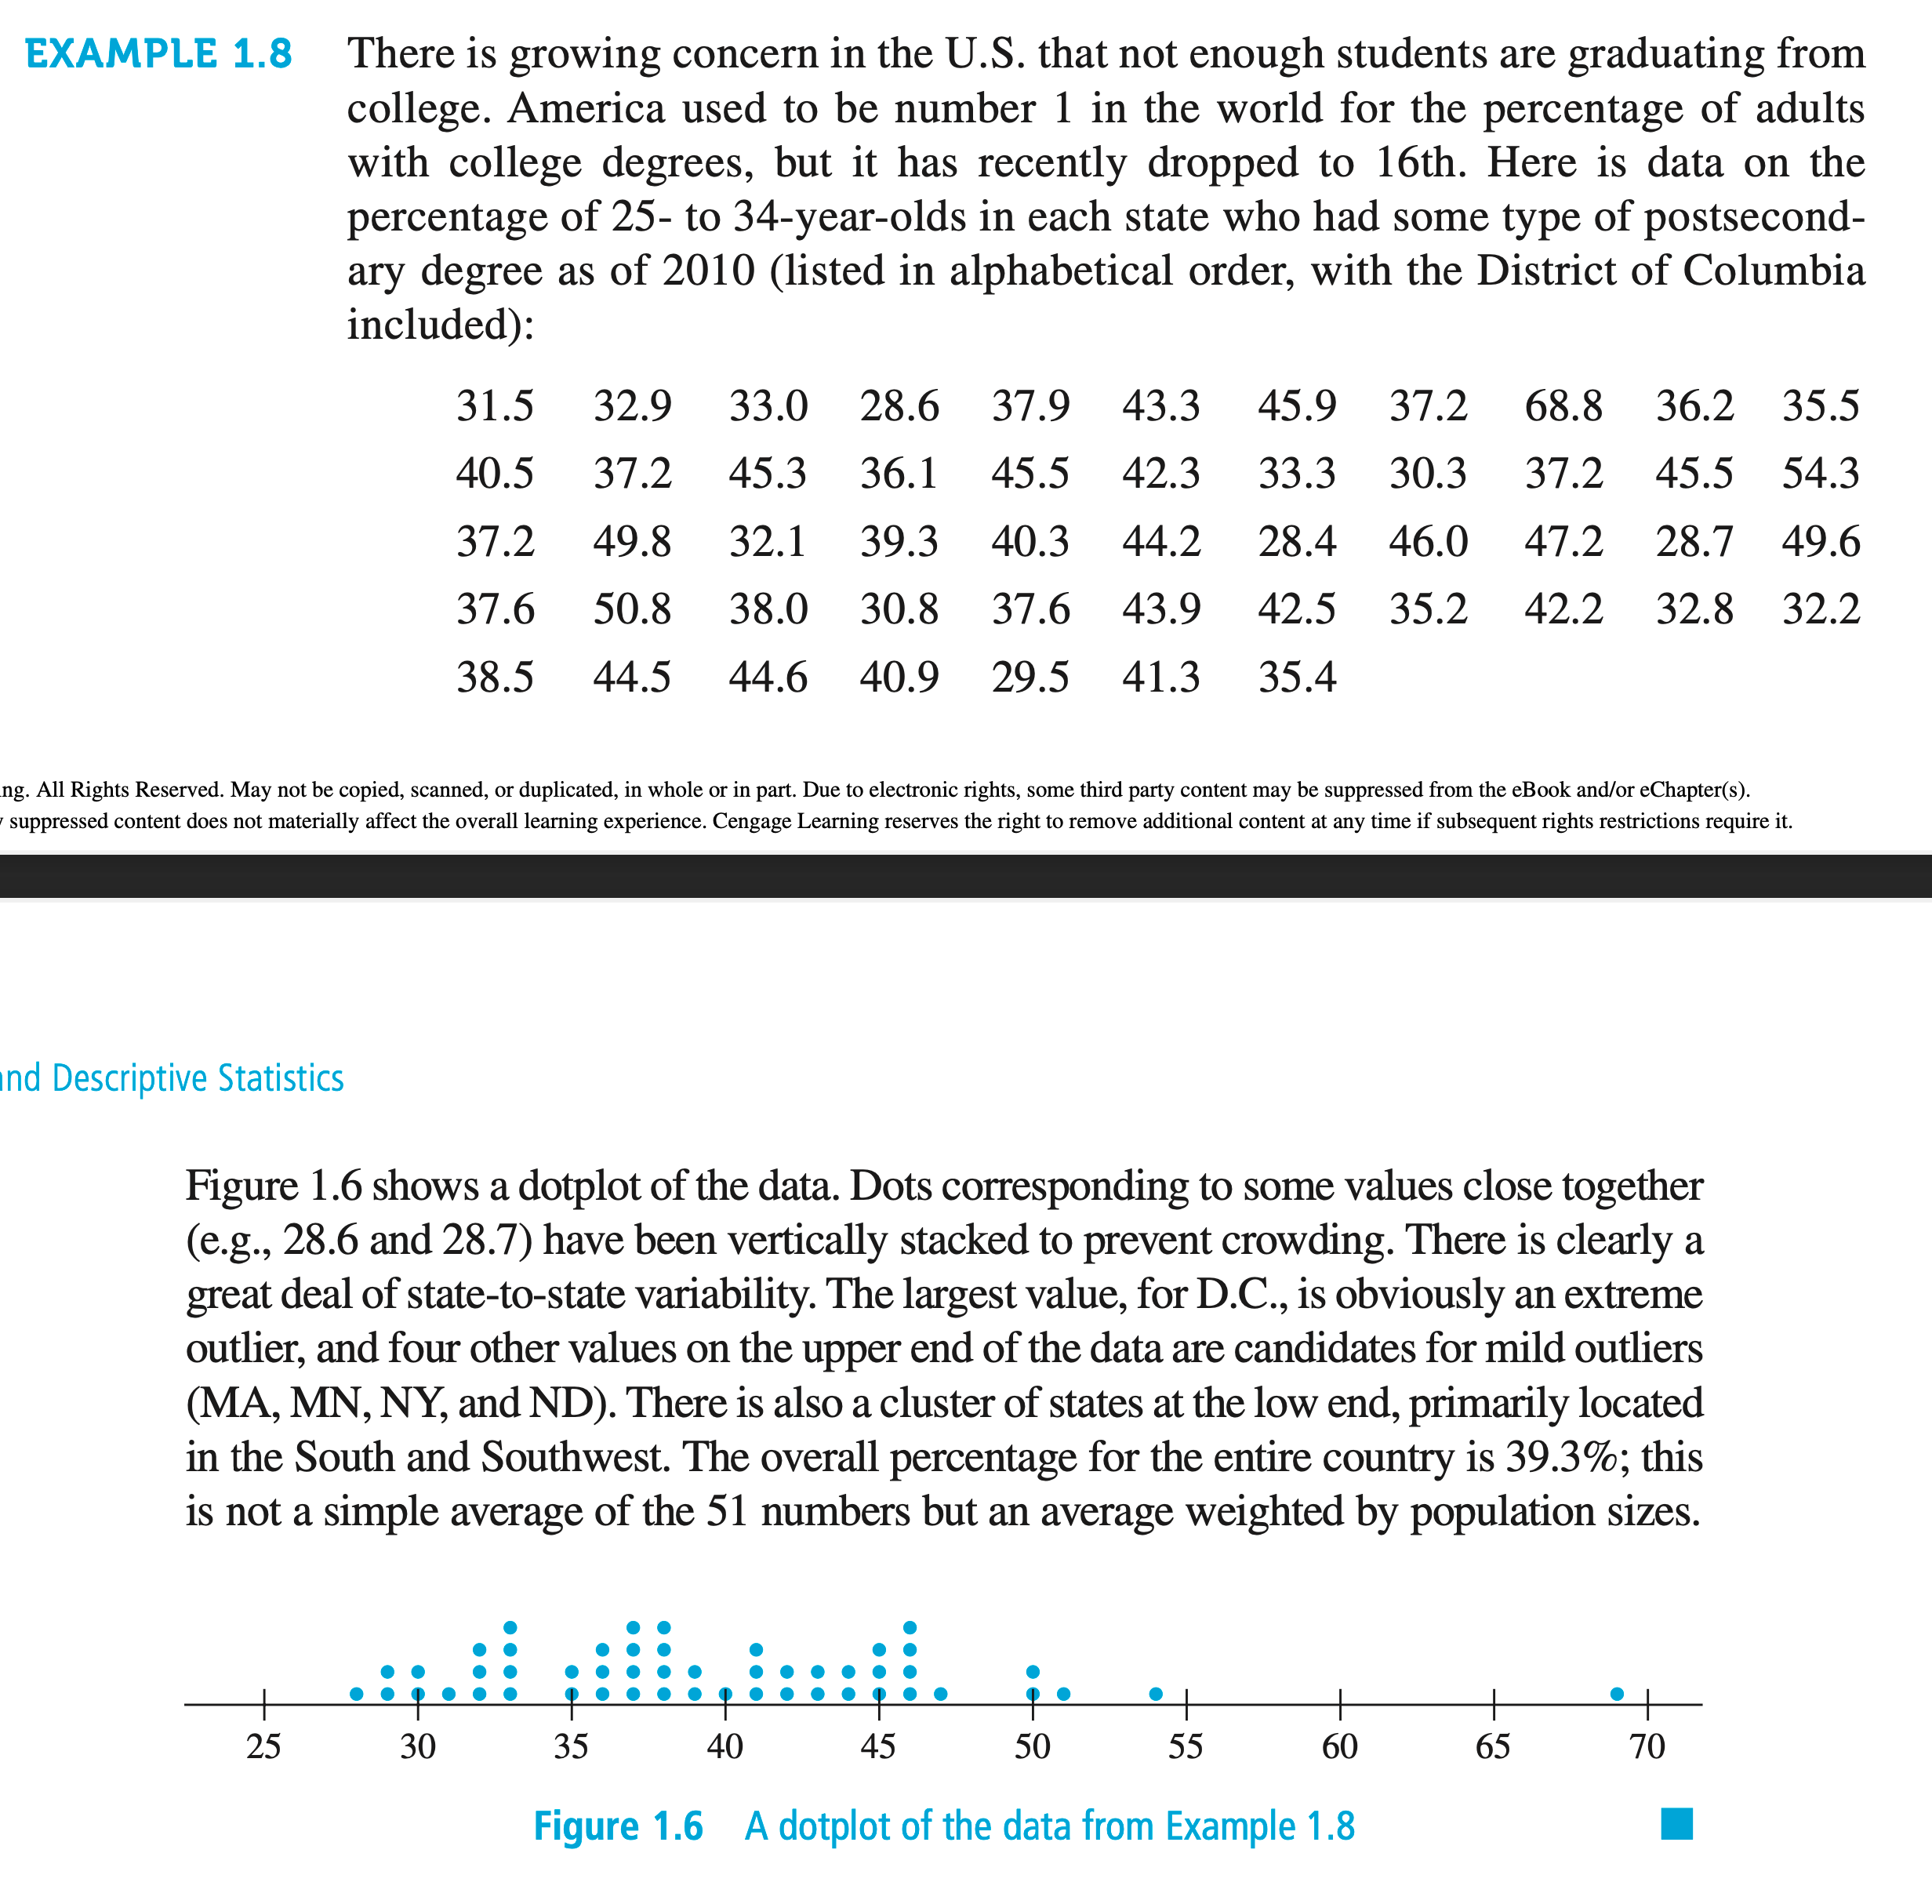 EXAMPLE 1.8 There is growing concern in the U.S. that not enough students are graduating from
college. America used to be number 1 in the world for the percentage of adults
with college degrees, but it has recently dropped to 16th. Here is data on the
percentage of 25- to 34-year-olds in each state who had some type of postsecond-
ary degree as of 2010 (listed in alphabetical order, with the District of Columbia
included):
31.5 32.9 33.0 28.6 37.9 43.3 45.9 37.2 68.8 36.2 35.5
40.5 37.2 45.3 36.1 45.5 42.3 33.3 30.3 37.2 45.5 54.3
37.2 49.8 32.1 39.3 40.3 44.2 28.4 46.0 47.2 28.7 49.6
37.6 50.8 38.0 30.8 37.6 43.9 42.5 35.2 42.2 32.8 32.2
38.5 44.5 44.6 40.9 29.5 41.3 35.4
ng. All Rights Reserved. May not be copied, scanned, or duplicated, in whole or in part. Due to electronic rights, some third party content may be suppressed from the eBook and/or eChapter(s).
suppressed content does not materially affect the overall learning experience. Cengage Learning reserves the right to remove additional content at any time if subsequent rights restrictions require it.
and Descriptive Statistics
Figure 1.6 shows a dotplot of the data. Dots corresponding to some values close together
(e.g., 28.6 and 28.7) have been vertically stacked to prevent crowding. There is clearly a
great deal of state-to-state variability. The largest value, for D.C., is obviously an extreme
outlier, and four other values on the upper end of the data are candidates for mild outliers
(MA, MN, NY, and ND). There is also a cluster of states at the low end, primarily located
in the South and Southwest. The overall percentage for the entire country is 39.3%; this
is not a simple average of the 51 numbers but an average weighted by population sizes.
25 30 35 40 45 50 55 60 65 70
Figure 1.6 A dotplot of the data from Example 1.8